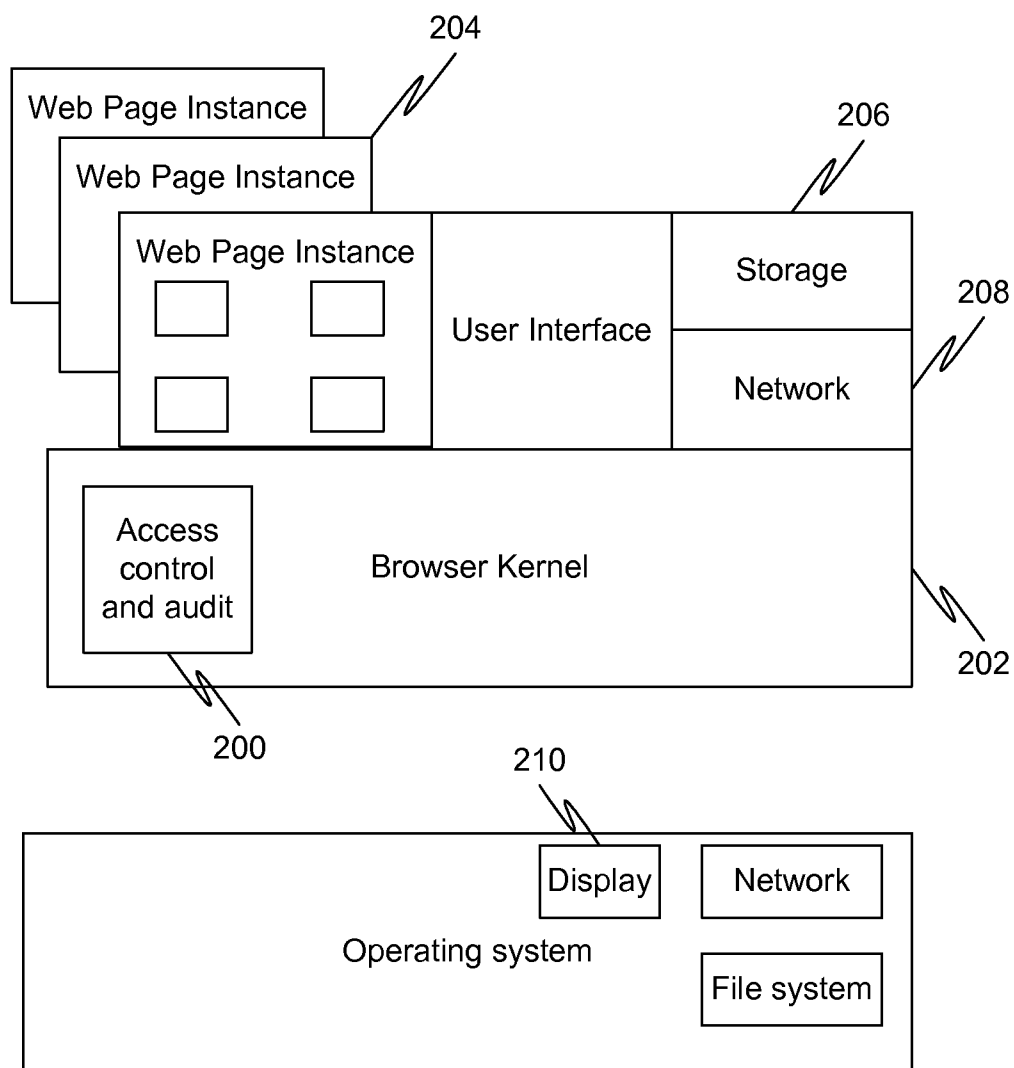 204
Web Page Instance
206
Web Page Instance
Web Page Instance
Storage
208
User Interface
Network
Access
control
and audit
Browser Kernel
202
200
210
Display
Network
Operating system
File system